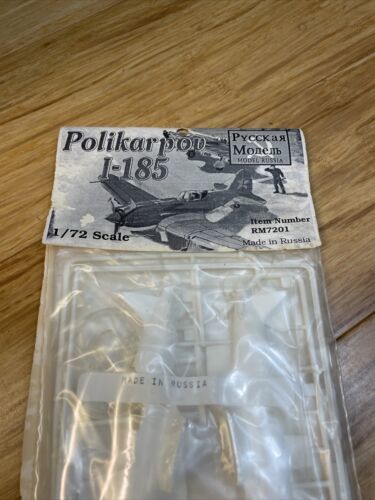 Polikarpov
I-185
Русская
Модель
MODEL RUSSIA
1/72 Scale
Item Number
RM7201
Made in Russia
MADE IN RUSSIA